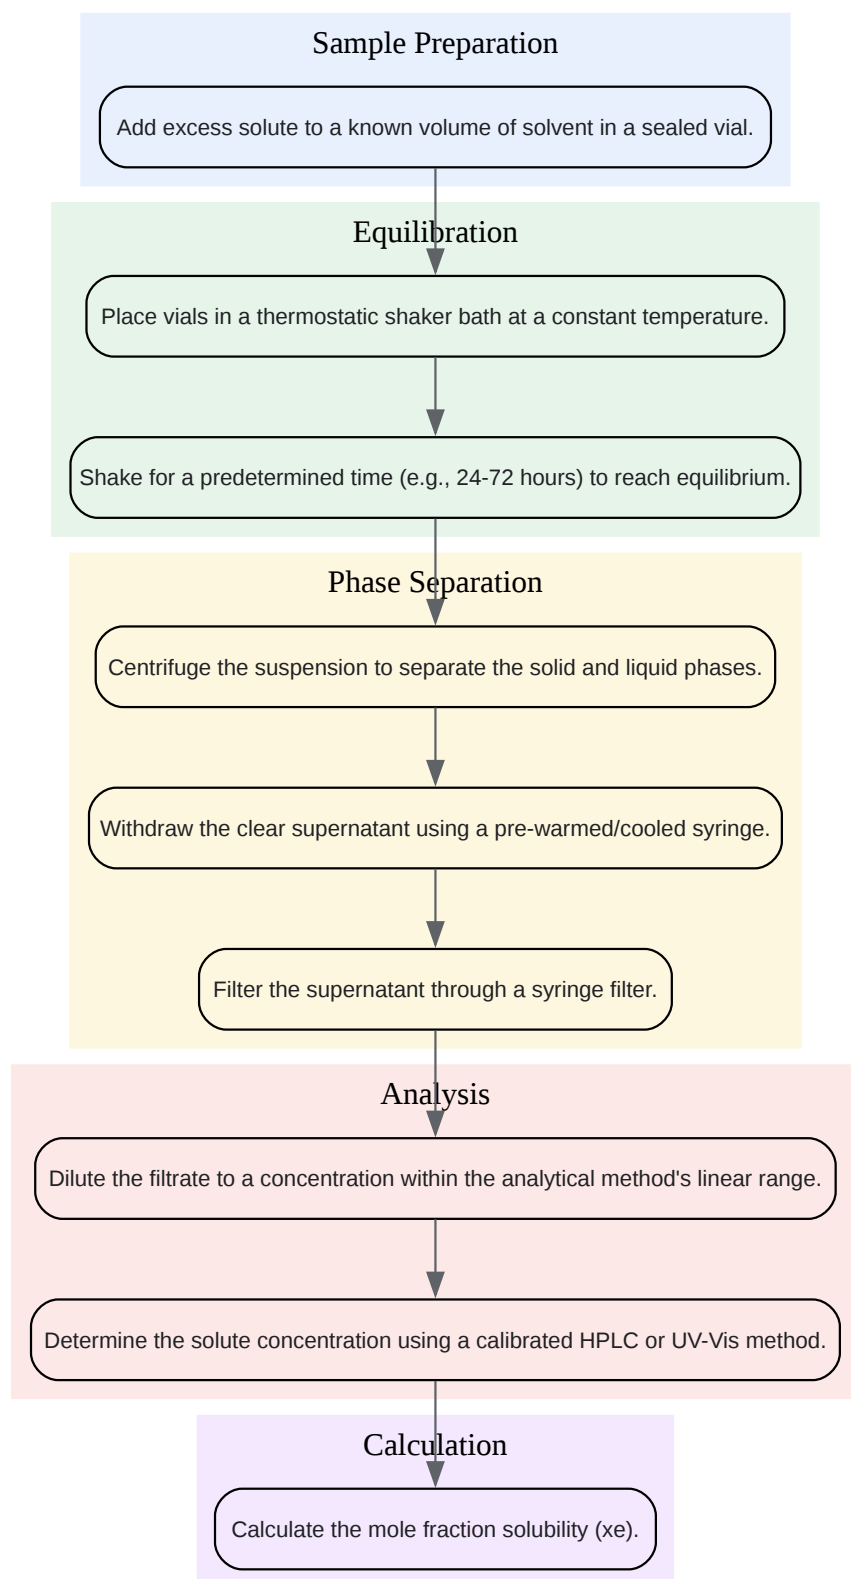 Sample Preparation
Add excess solute to a known volume of solvent in a sealed vial.
Equilibration
Place vials in a thermostatic shaker bath at a constant temperature.
Shake for a predetermined time (e.g., 24-72 hours) to reach equilibrium.
Phase Separation
Centrifuge the suspension to separate the solid and liquid phases.
Withdraw the clear supernatant using a pre-warmed/cooled syringe.
Filter the supernatant through a syringe filter.
Analysis
Dilute the filtrate to a concentration within the analytical method's linear range.
Determine the solute concentration using a calibrated HPLC or UV-Vis method.
Calculation
Calculate the mole fraction solubility (xe).